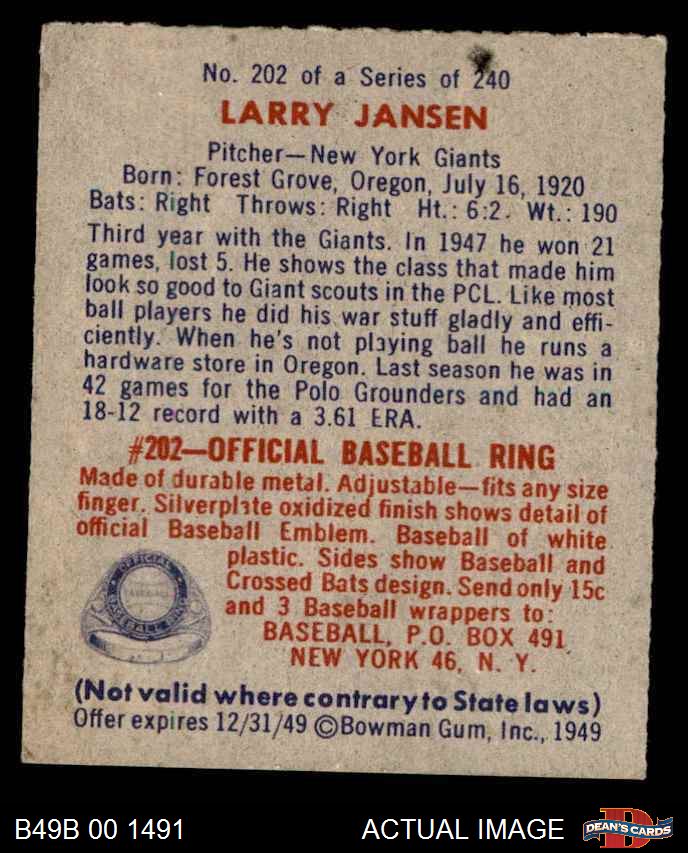 No. 202 of a Series of 240
LARRY JANSEN
Pitcher—New York Giants
Born: Forest Grove, Oregon, July 16, 1920
Bats: Right Throws: Right Ht.: 6:2. Wt.: 190
Third year with the Giants. In 1947 he won 21
games, lost 5. He shows the class that made him
look so good to Giant scouts in the PCL. Like most
ball players he did his war stuff gladly and effi-
ciently. When he's not playing ball he runs a
hardware store in Oregon. Last season he was in
42 games for the Polo Grounders and had an
18-12 record with a 3.61 ERA.
#202—OFFICIAL BASEBALL RING
Made of durable metal. Adjustable—fits any size
finger. Silverplate oxidized finish shows detail of
official Baseball Emblem. Baseball of white
plastic. Sides show Baseball and
Crossed Bats design. Send only 15c
and 3 Baseball wrappers to:
BASEBALL, P.O. BOX 491
NEW YORK 46, N. Y.
OFFICIAL
BASEBALL RING
(Not valid where contrary to State laws)
Offer expires 12/31/49 ©Bowman Gum, Inc., 1949
B49B 00 1491
ACTUAL IMAGE
DEAN'S CARDS